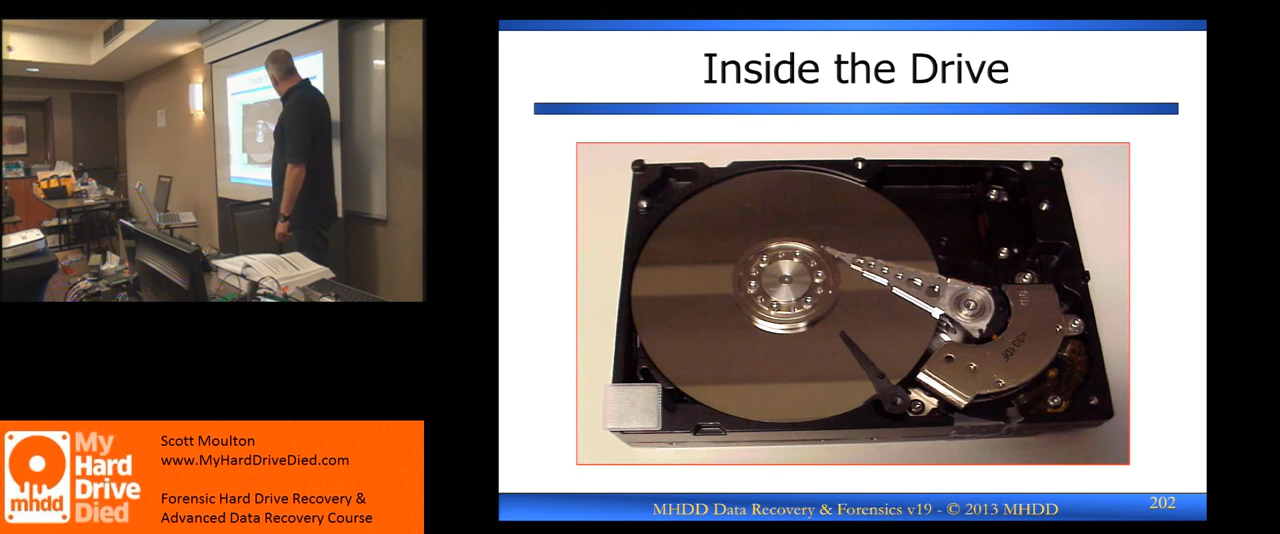 Inside the Drive
My
Hard
Drive
Died
mhdd
Scott Moulton
www.MyHardDriveDied.com
Forensic Hard Drive Recovery &
Advanced Data Recovery Course
MHDD Data Recovery & Forensics v19 - © 2013 MHDD
202